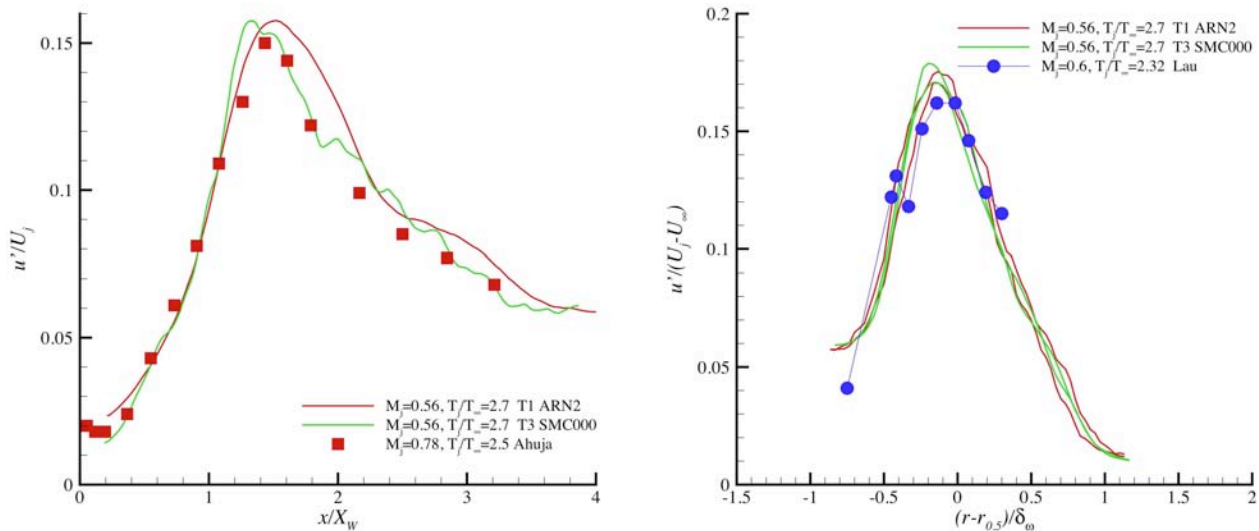 0.15
0.1
0.05
0
u'/U_j
0 1 2 3 4
x/X_W
M_j=0.56, T_j/T_∞=2.7 T1 ARN2
M_j=0.56, T_j/T_∞=2.7 T3 SMC000
M_j=0.78, T_j/T_∞=2.5 Ahuja
0.2
0.15
0.1
0.05
0
u'/(U_j-U_∞)
M_j=0.56, T_j/T_∞=2.7 T1 ARN2
M_j=0.56, T_j/T_∞=2.7 T3 SMC000
M_j=0.6, T_j/T_∞=2.32 Lau
-1.5 -1 -0.5 0 0.5 1 1.5 2
(r-r_0.5)/δ_ω